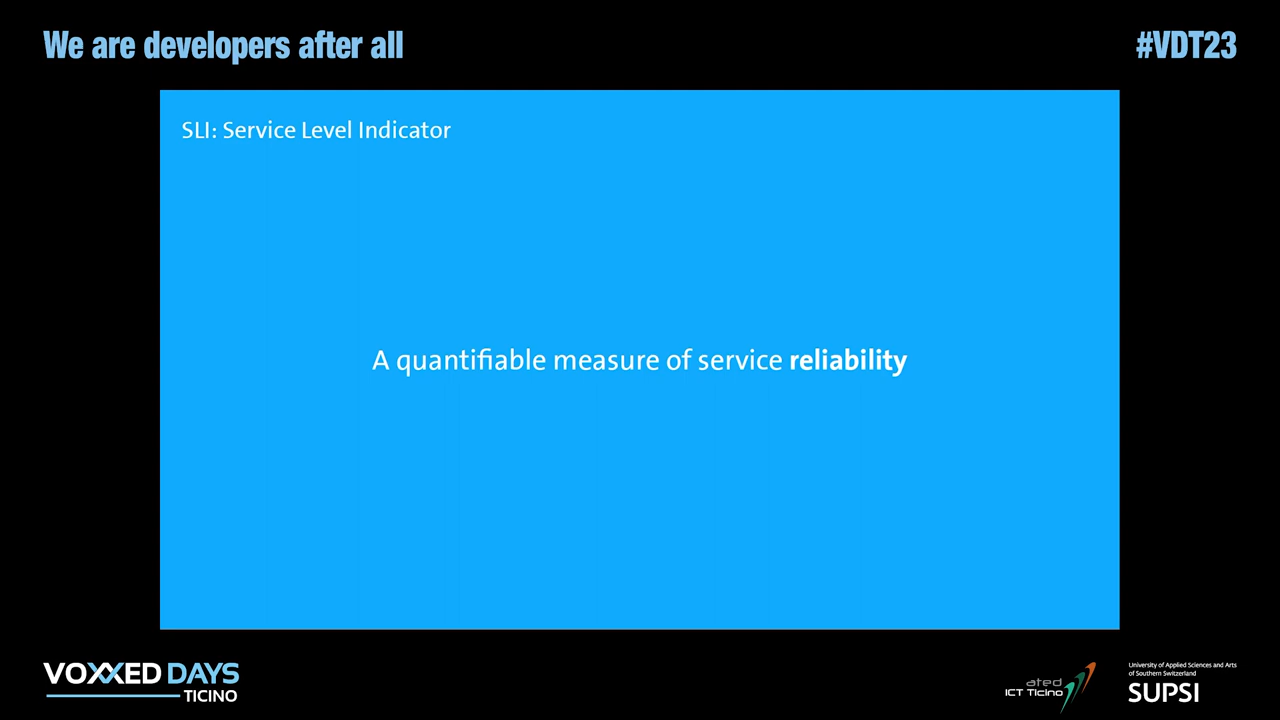 We are developers after all
#VDT23
SLI: Service Level Indicator
A quantifiable measure of service reliability
VOXXED DAYS
TICINO
ated
ICT Ticino
University of Applied Sciences and Arts
of Southern Switzerland
SUPSI